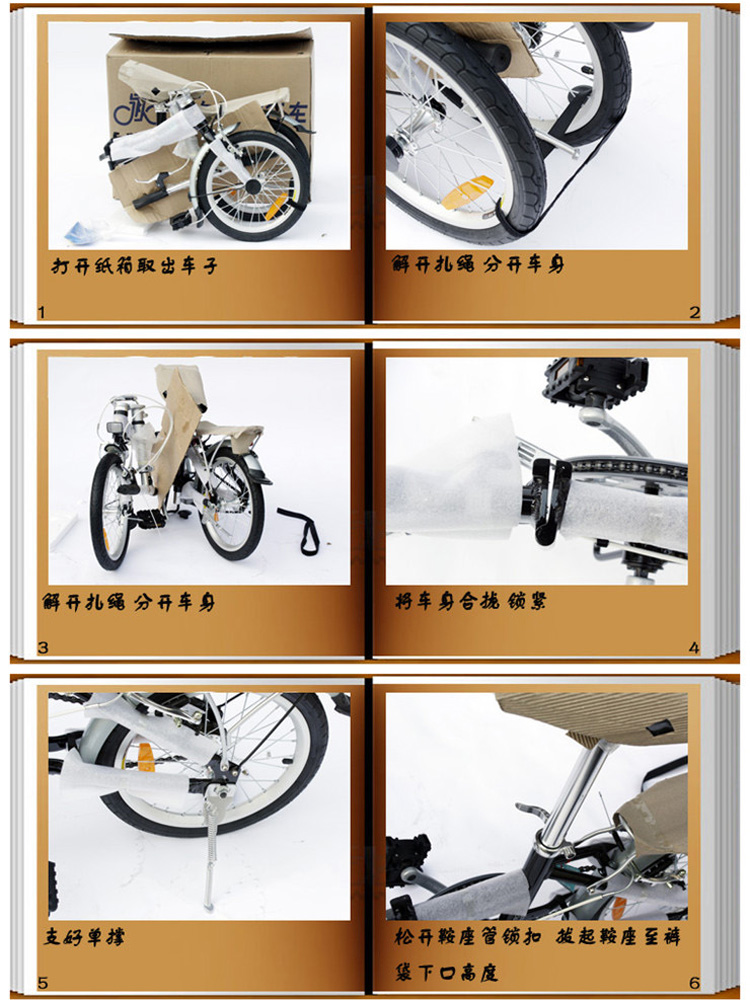 打开纸箱取出车子
1
解开扎绳 分开车身
2
解开扎绳 分开车身
3
将车身合拢 锁紧
4
支好单撑
5
松开鞍座管锁扣 拔起鞍座至裤
袋下口高度
6